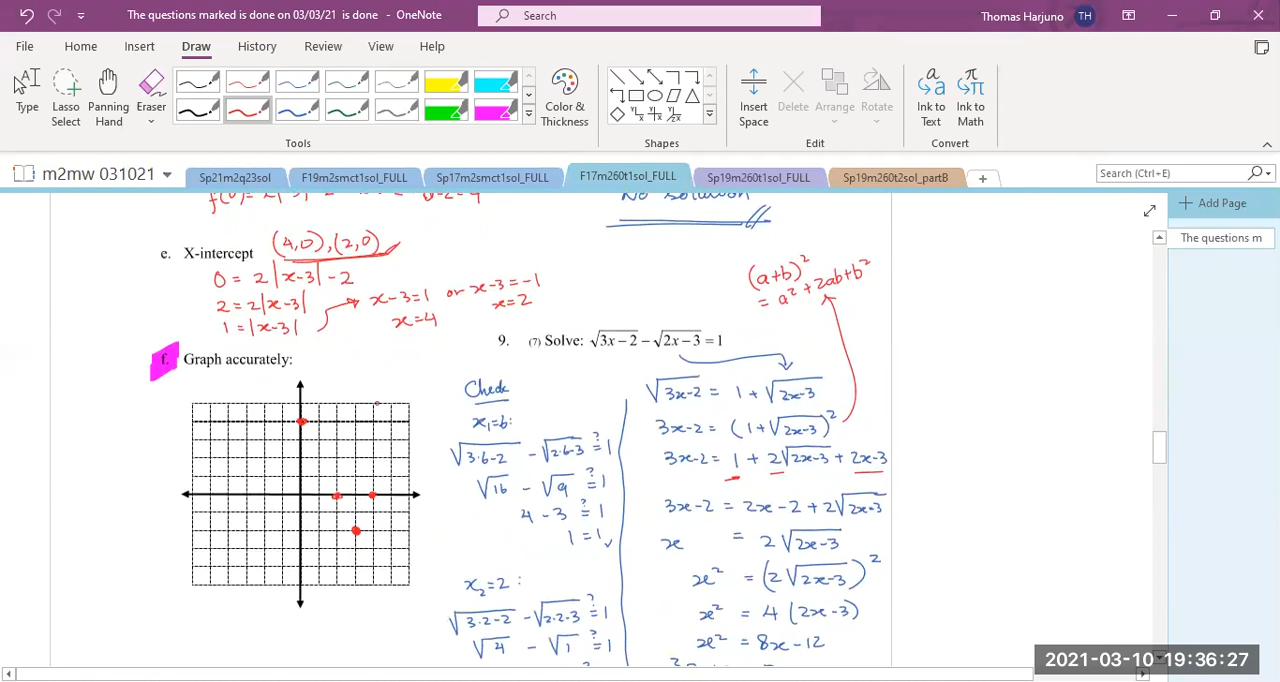 The questions marked is done on 03/03/21 is done - OneNote
Search
Thomas Harjuno
TH
File Home Insert Draw History Review View Help
Type
Lasso Select
Panning Hand
Eraser
Color & Thickness
Insert Space
Delete
Arrange
Rotate
Ink to Text
Ink to Math
Tools
Shapes
Edit
Convert
m2mw 031021
Sp21m2q23sol
F19m2smct1sol_FULL
Sp17m2smct1sol_FULL
F17m260t1sol_FULL
Sp19m260t1sol_FULL
Sp19m260t2sol_partB
Search (Ctrl+E)
Add Page
The questions m
No solution
e. X-intercept (4,0), (2,0)
0 = 2|x-3| -2
2 = 2|x-3|
1 = |x-3|
x-3=1 or x-3=-1
x=4
x=2
f. Graph accurately:
(a+b)²
= a² + 2ab + b²
9. (7) Solve: √3x−2 − √2x−3 = 1
√3x-2 = 1 + √2x-3
3x-2 = (1+√2x-3)²
3x-2 = 1 + 2√2x-3 + 2x-3
3x-2 = 2x-2 + 2√2x-3
x = 2√2x-3
x² = (2√2x-3)²
x² = 4(2x-3)
x² = 8x-12
Check
x₁=6:
√3·6-2 - √2·6-3 ?= 1
√16 - √9 ?= 1
4 - 3 ?= 1
1 = 1 ✓
x₂=2:
√3·2-2 - √2·2-3 ?= 1
√4 - √1 ?= 1
2021-03-10 19:36:27